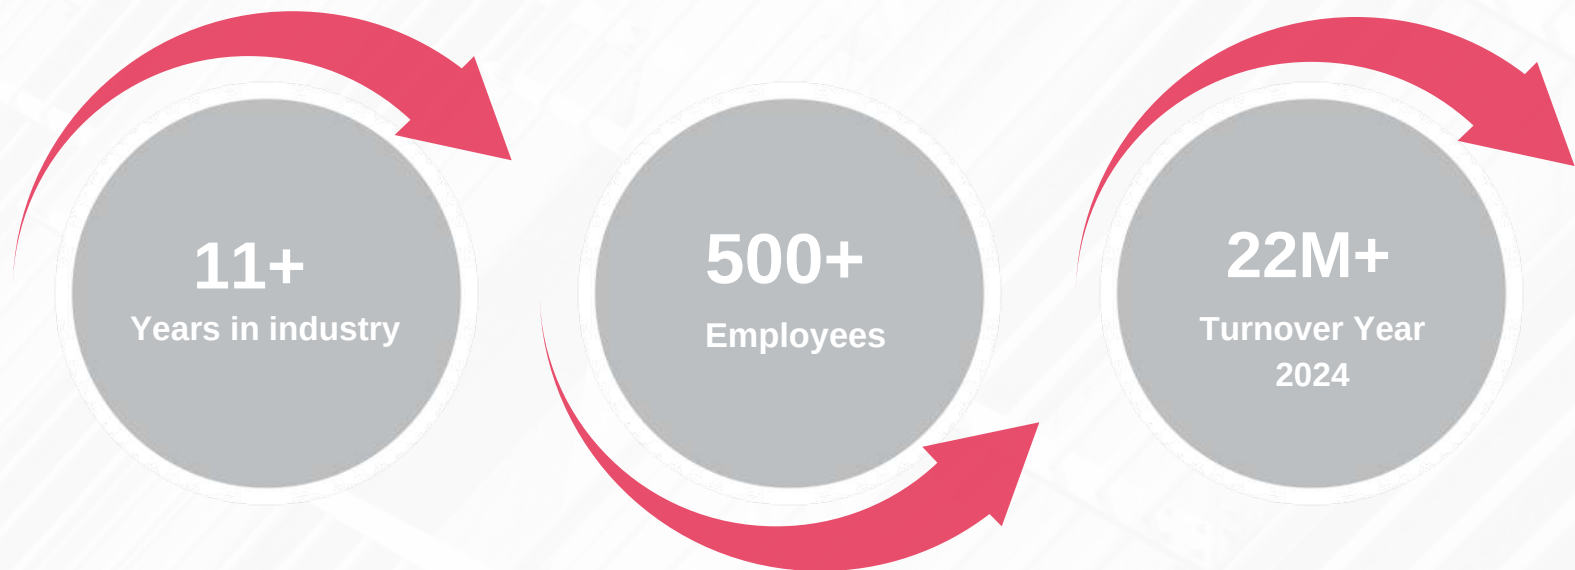 11+
Years in industry
500+
Employees
22M+
Turnover Year
2024